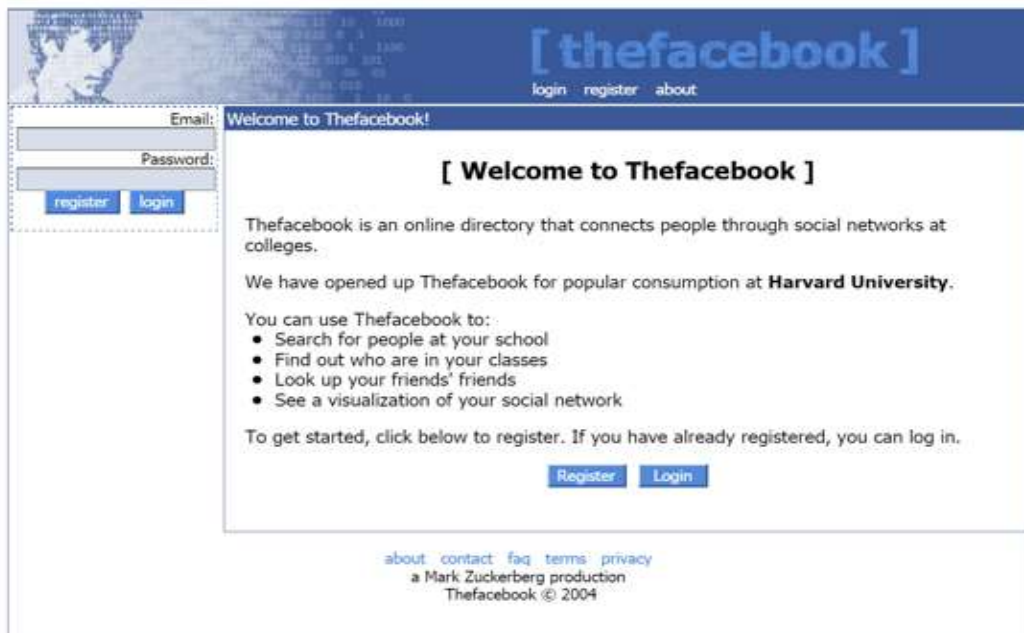 [ thefacebook ]
login register about
Email:
Password:
register login
Welcome to Thefacebook!
[ Welcome to Thefacebook ]
Thefacebook is an online directory that connects people through social networks at
colleges.
We have opened up Thefacebook for popular consumption at Harvard University.
You can use Thefacebook to:
• Search for people at your school
• Find out who are in your classes
• Look up your friends' friends
• See a visualization of your social network
To get started, click below to register. If you have already registered, you can log in.
Register Login
about contact faq terms privacy
a Mark Zuckerberg production
Thefacebook © 2004